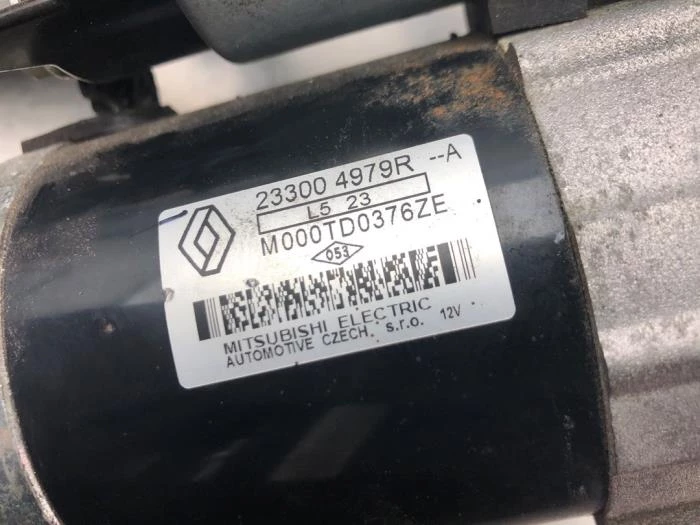 23300 4979R --A
L5 23
M000TD0376ZE
053
MITSUBISHI ELECTRIC
AUTOMOTIVE CZECH. s.r.o. 12V